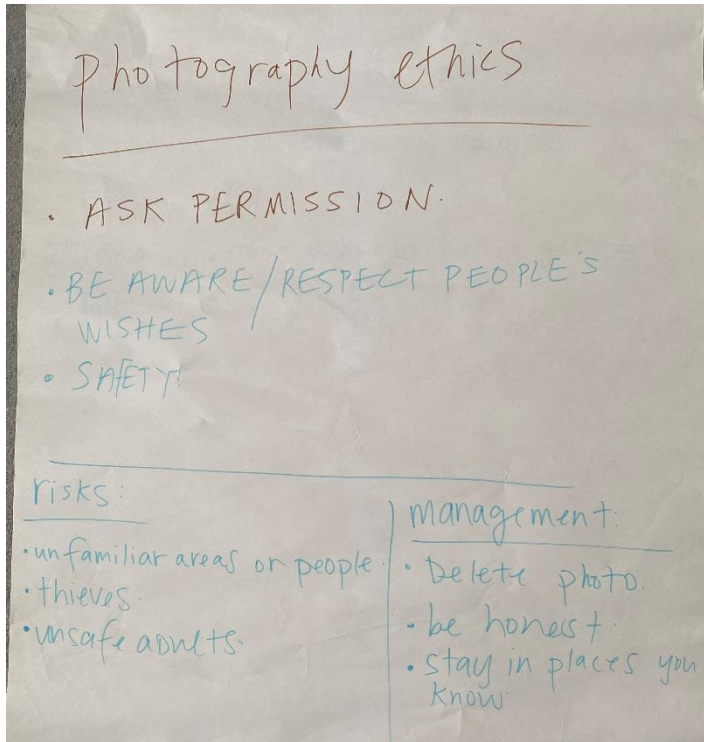 photography ethics
• ASK PERMISSION.
• BE AWARE/RESPECT PEOPLE'S
WISHES
• SAFETY!
risks:
• unfamiliar areas or people.
• thieves.
• unsafe adults.
management:
• Delete photo.
• be honest.
• stay in places you
know.